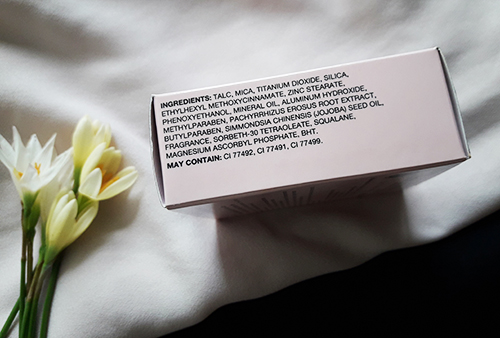 INGREDIENTS: TALC, MICA, TITANIUM DIOXIDE, SILICA,
ETHYLHEXYL METHOXYCINNAMATE, ZINC STEARATE,
PHENOXYETHANOL, MINERAL OIL, ALUMINUM HYDROXIDE,
METHYLPARABEN, PACHYRRHIZUS EROSUS ROOT EXTRACT,
BUTYLPARABEN, SIMMONDSIA CHINENSIS (JOJOBA) SEED OIL,
FRAGRANCE, SORBETH-30 TETRAOLEATE, SQUALANE,
MAGNESIUM ASCORBYL PHOSPHATE, BHT.
MAY CONTAIN: CI 77492, CI 77491, CI 77499.